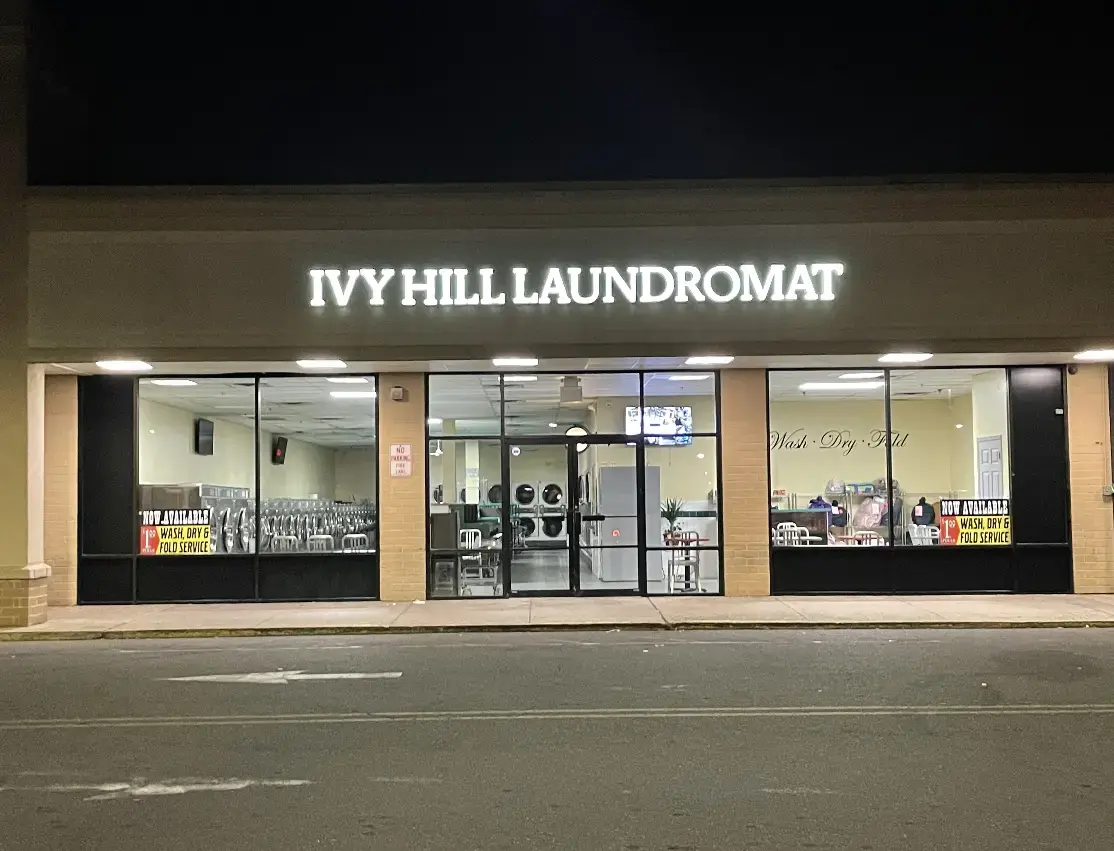 IVY HILL LAUNDROMAT
NO
PARKING
FIRE
LANE
Wash · Dry · Fold
NOW AVAILABLE
WASH, DRY &
FOLD SERVICE
NOW AVAILABLE
WASH, DRY &
FOLD SERVICE